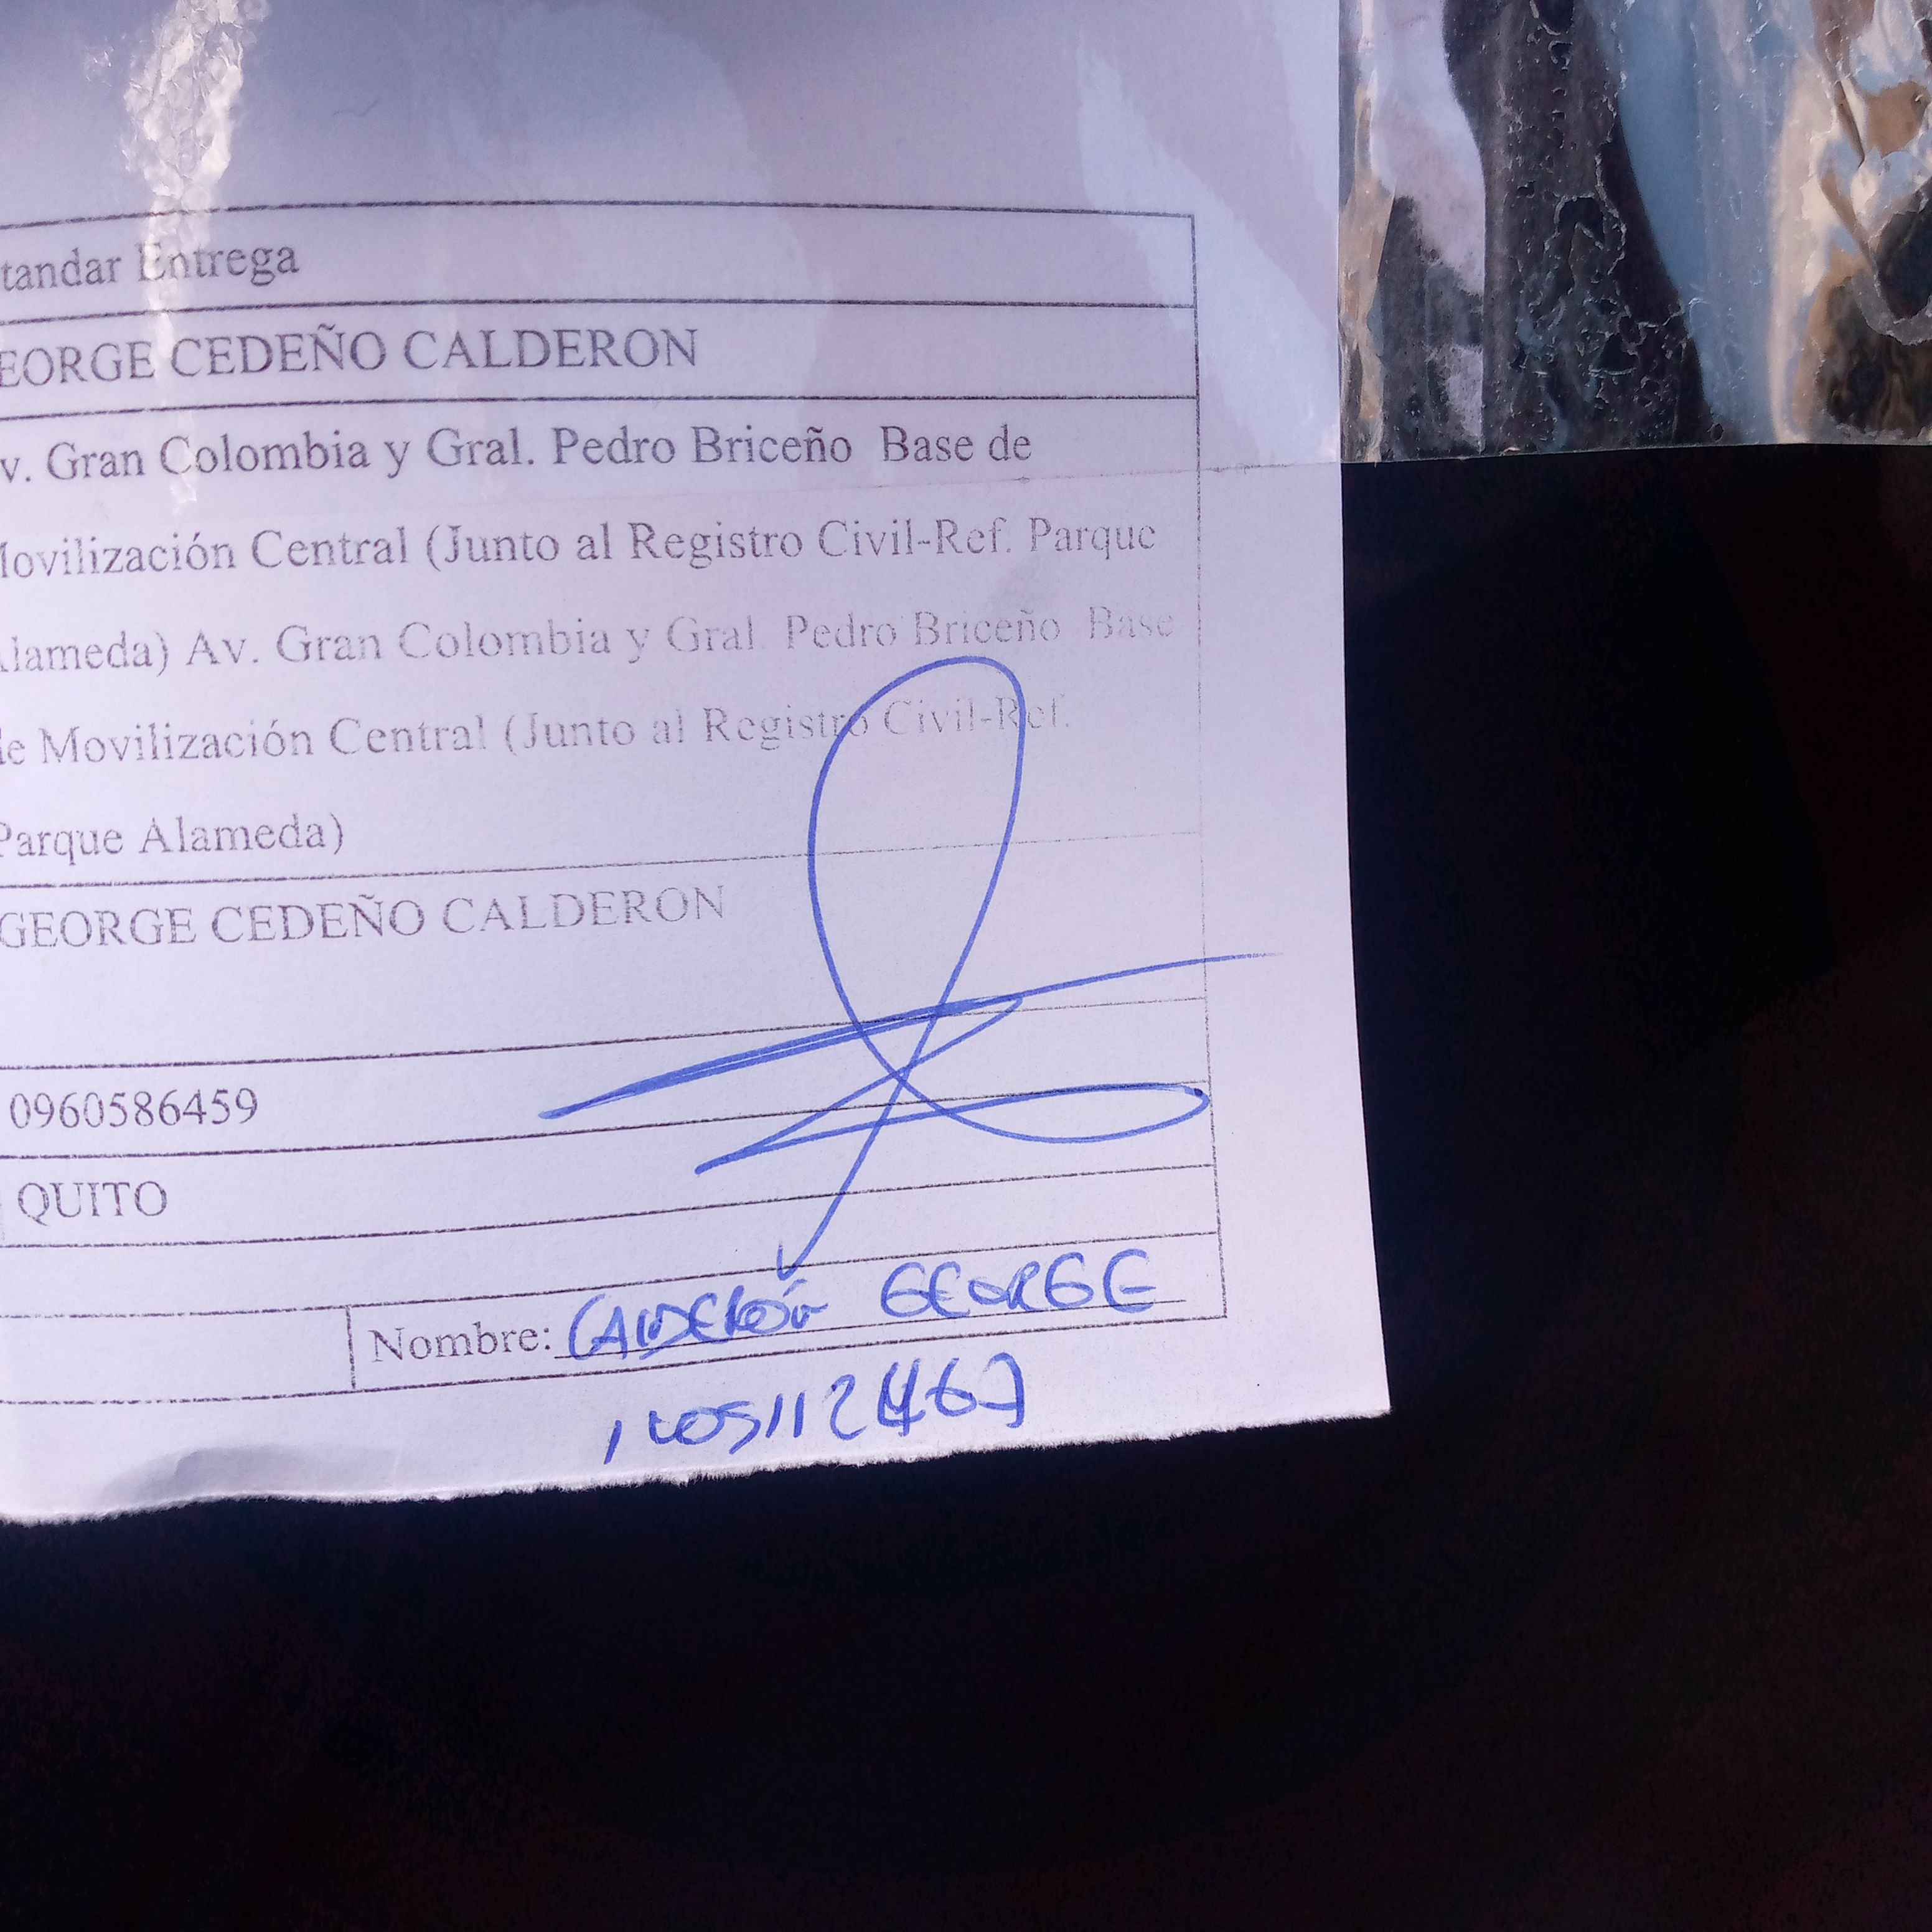 tandar Entrega
EORGE CEDEÑO CALDERON
v. Gran Colombia y Gral. Pedro Briceño Base de
Movilización Central (Junto al Registro Civil-Ref. Parque
Alameda) Av. Gran Colombia y Gral. Pedro Briceño Base
de Movilización Central (Junto al Registro Civil-Ref.
Parque Alameda)
GEORGE CEDEÑO CALDERON
0960586459
QUITO
Nombre: CALDERÓN GEORGE